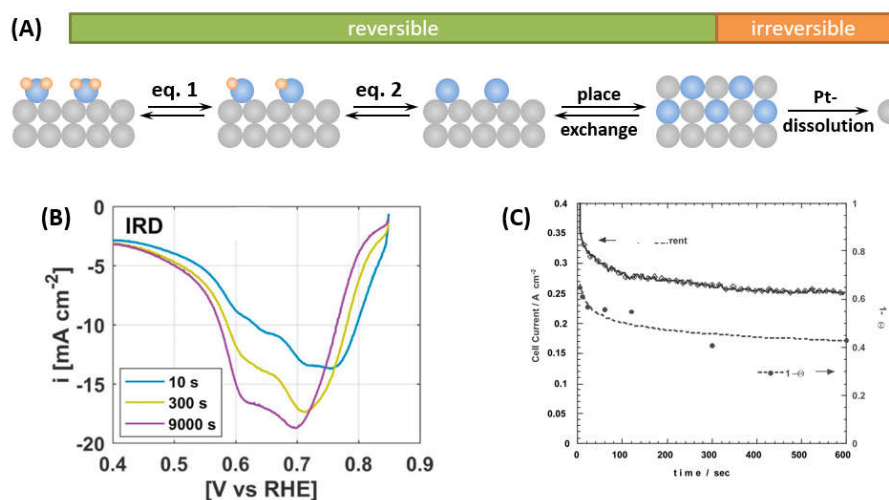 (A)
reversible
irreversible
eq. 1
eq. 2
place
exchange
Pt-
dissolution
(B)
IRD
0
-5
-10
-15
-20
i [mA cm-2]
10 s
300 s
9000 s
0.4 0.5 0.6 0.7 0.8 0.9
[V vs RHE]
(C)
0.4
0.35
0.3
0.25
0.2
0.15
0.1
0.05
0
Cell Current / A cm-2
rrent
1-Θ
1
0.8
0.6
0.4
0.2
0
1-Θ
0 100 200 300 400 500 600
time / sec